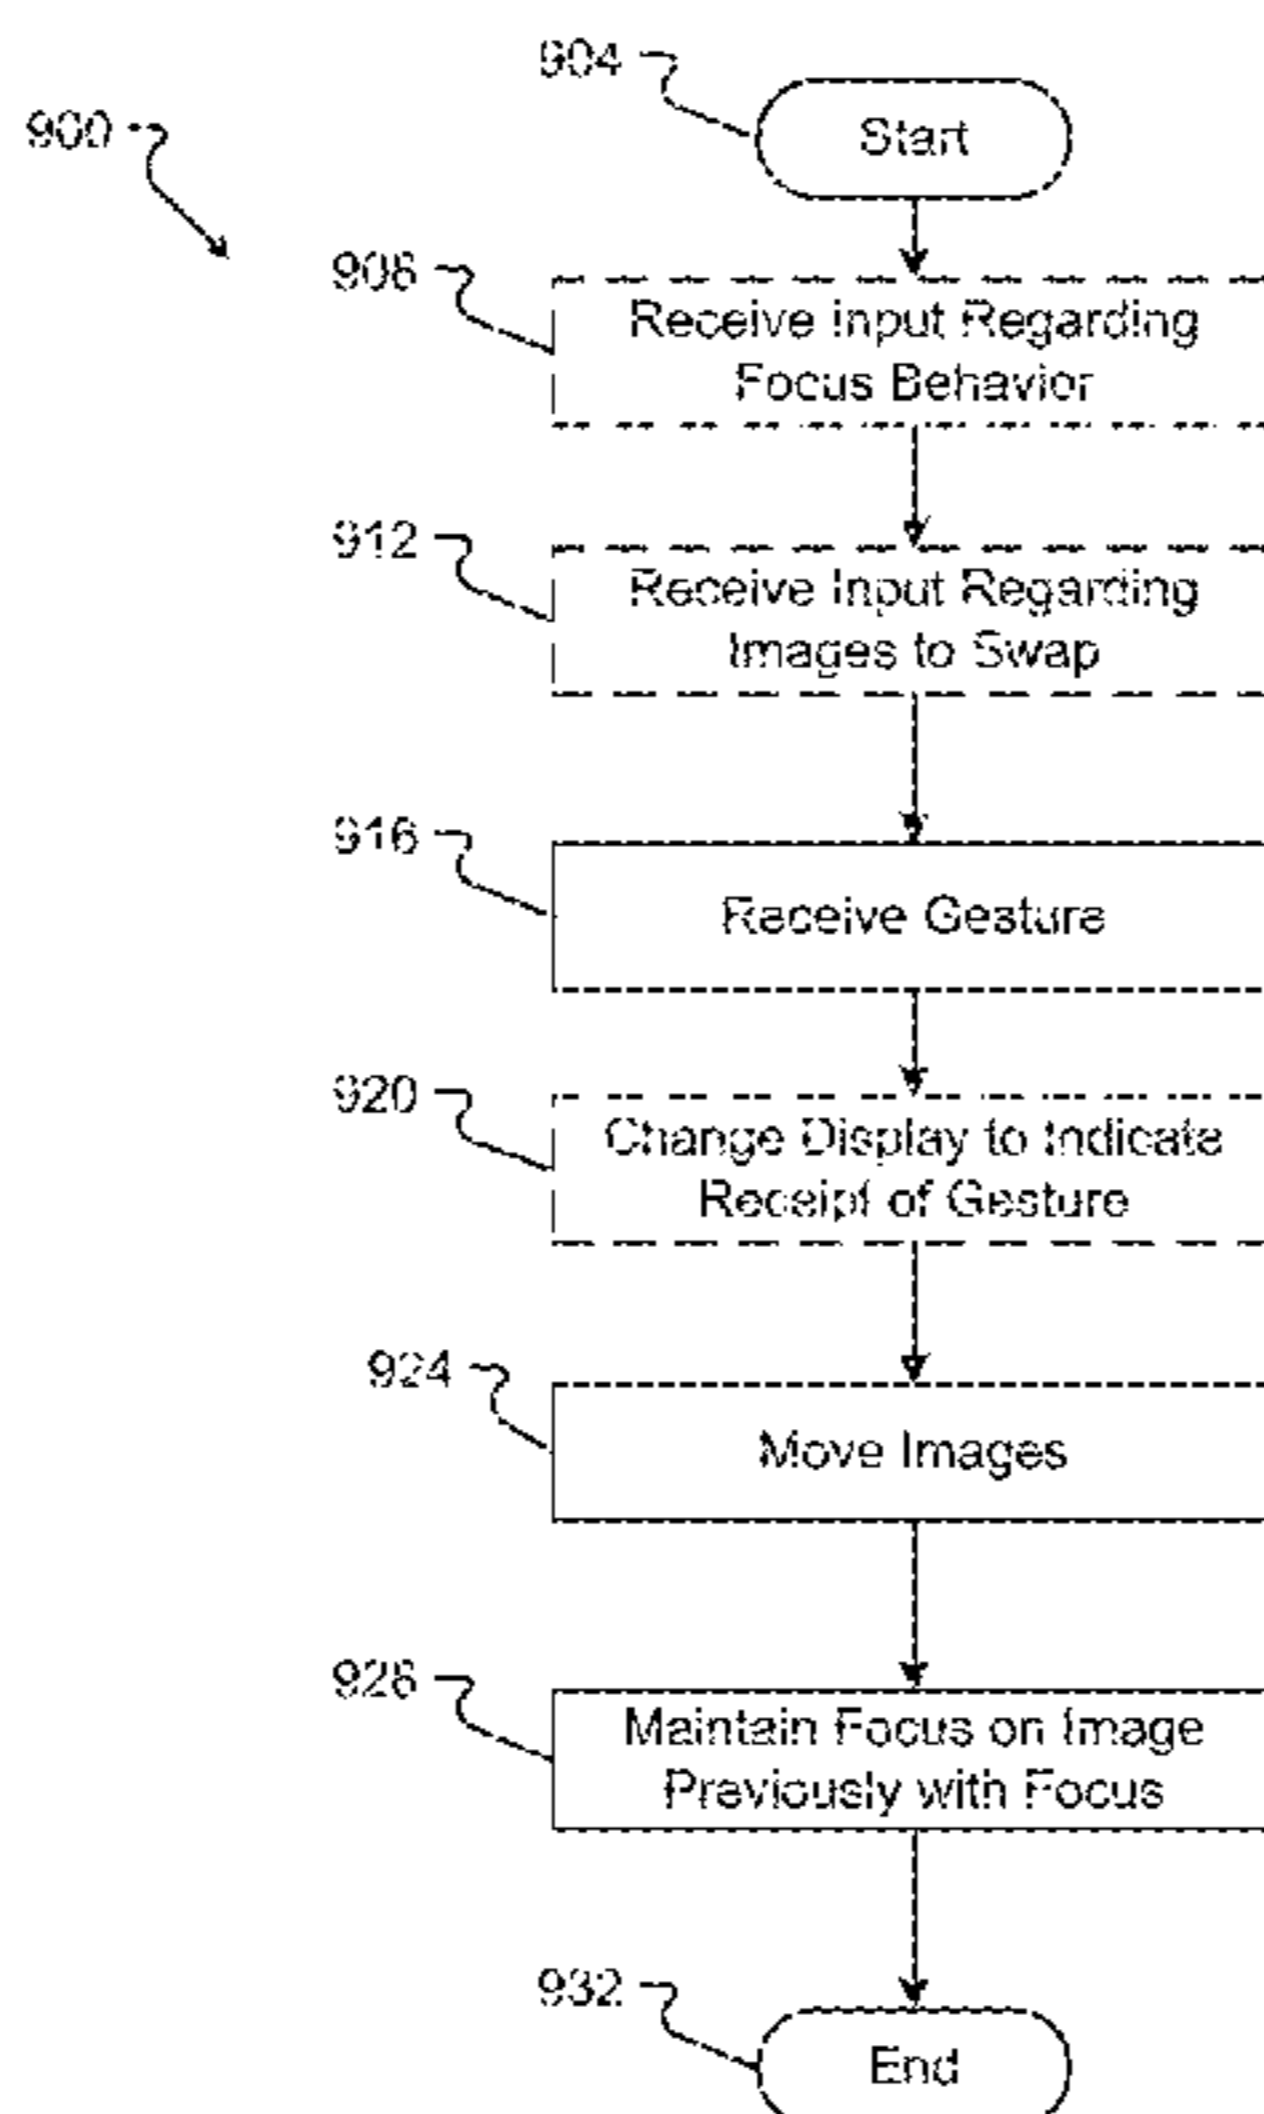 904
Start
900
908
Receive Input Regarding
Focus Behavior
912
Receive Input Regarding
Images to Swap
916
Receive Gesture
920
Change Display to Indicate
Receipt of Gesture
924
Move Images
928
Maintain Focus on Image
Previously with Focus
932
End